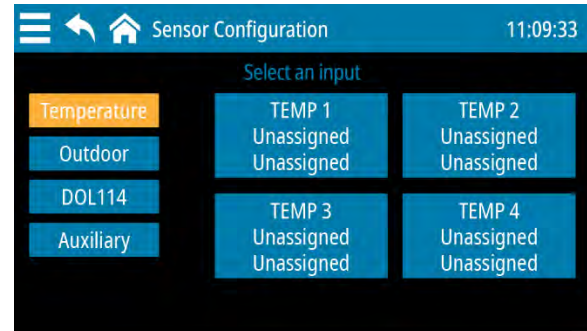 Sensor Configuration 11:09:33
Select an input
Temperature
Outdoor
DOL114
Auxiliary
TEMP 1
Unassigned
Unassigned
TEMP 2
Unassigned
Unassigned
TEMP 3
Unassigned
Unassigned
TEMP 4
Unassigned
Unassigned